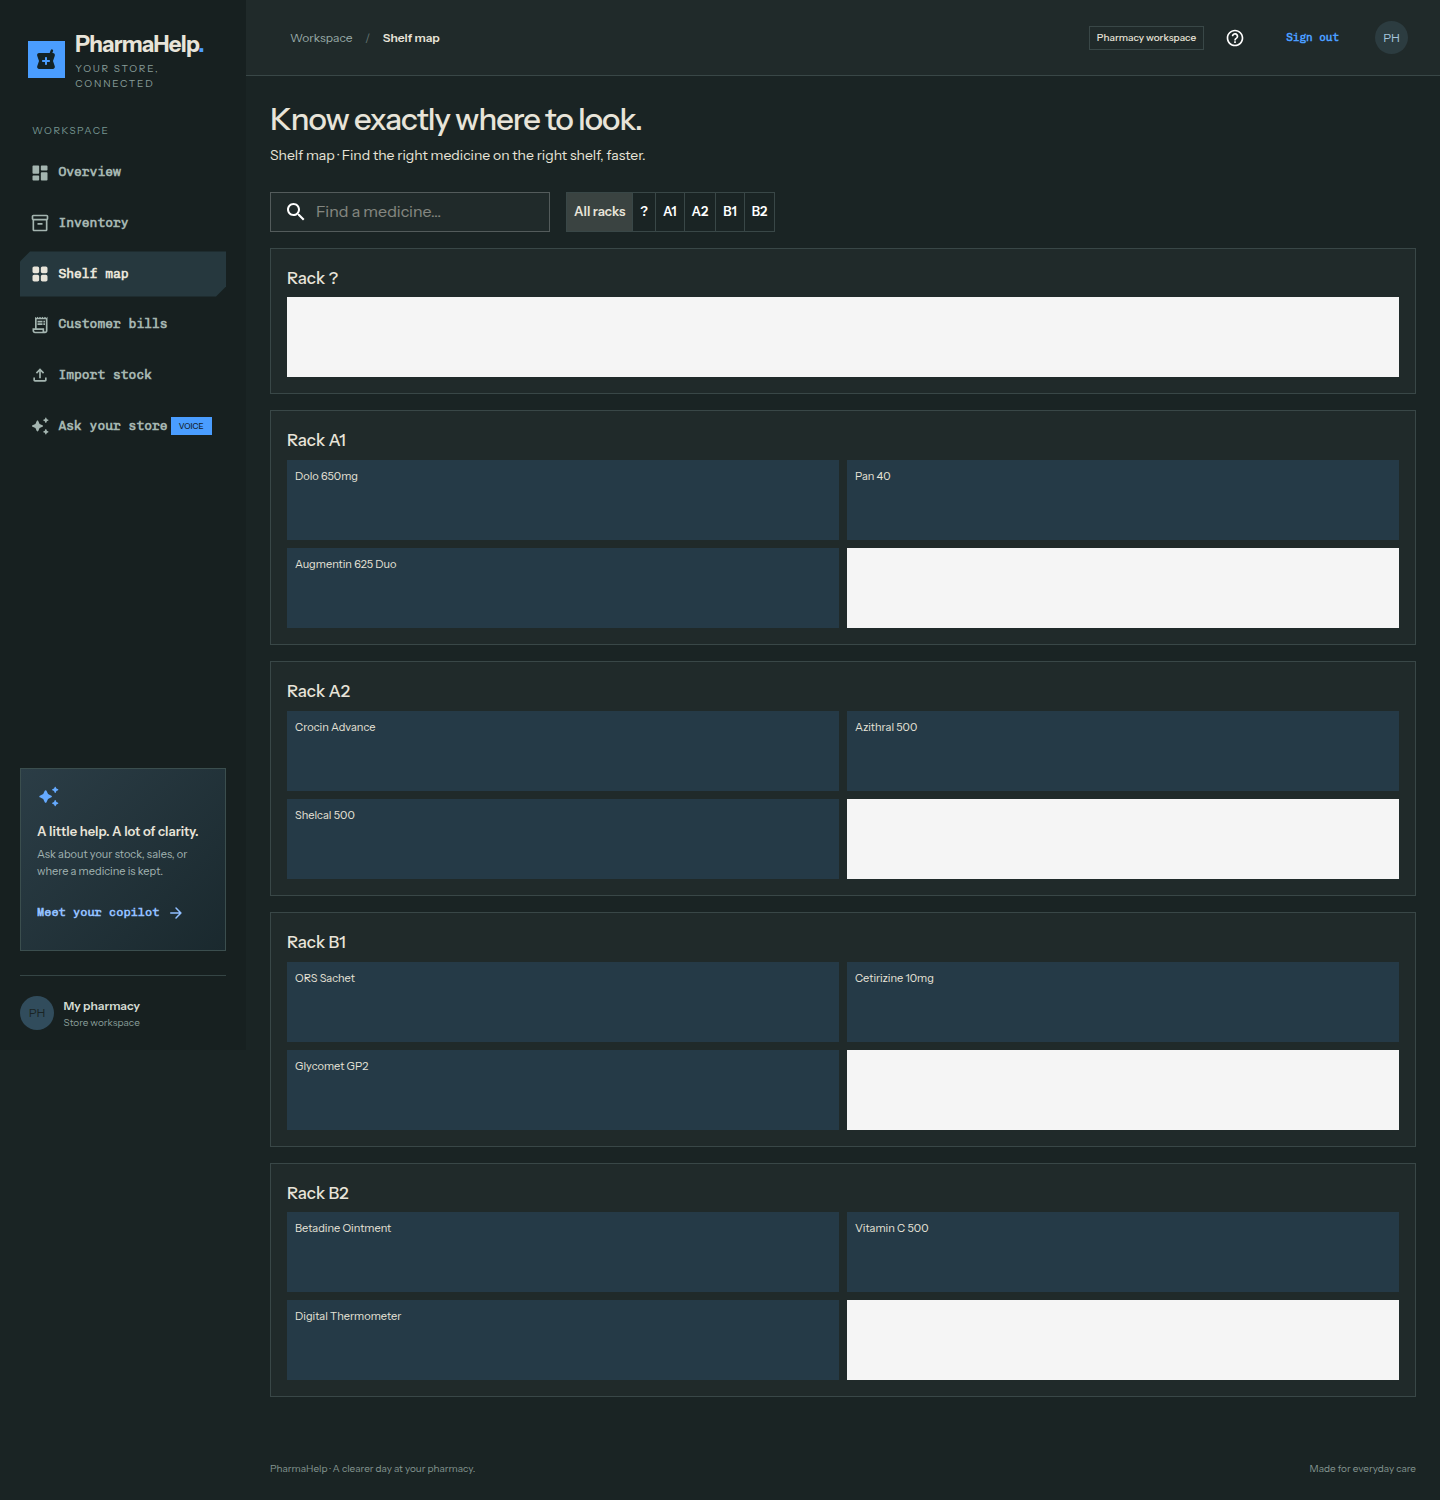 PharmaHelp.
YOUR STORE,
CONNECTED
WORKSPACE
Overview
Inventory
Shelf map
Customer bills
Import stock
Ask your store VOICE
A little help. A lot of clarity.
Ask about your stock, sales, or
where a medicine is kept.
Meet your copilot
PH
My pharmacy
Store workspace
Workspace / Shelf map
Pharmacy workspace
Sign out
PH
Know exactly where to look.
Shelf map · Find the right medicine on the right shelf, faster.
Find a medicine...
All racks ? A1 A2 B1 B2
Rack ?
Rack A1
Dolo 650mg
Pan 40
Augmentin 625 Duo
Rack A2
Crocin Advance
Azithral 500
Shelcal 500
Rack B1
ORS Sachet
Cetirizine 10mg
Glycomet GP2
Rack B2
Betadine Ointment
Vitamin C 500
Digital Thermometer
PharmaHelp · A clearer day at your pharmacy.
Made for everyday care